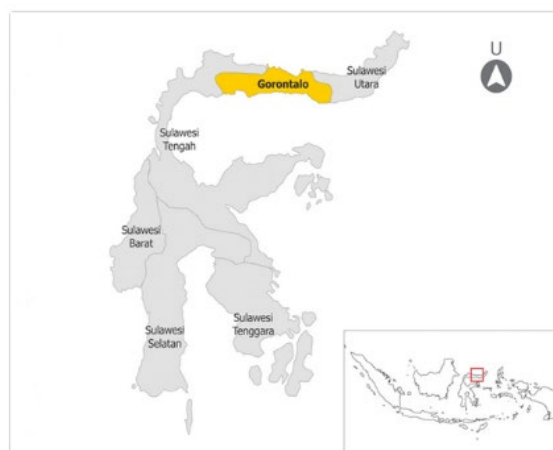 U
Gorontalo
Sulawesi
Utara
Sulawesi
Tengah
Sulawesi
Barat
Sulawesi
Selatan
Sulawesi
Tenggara